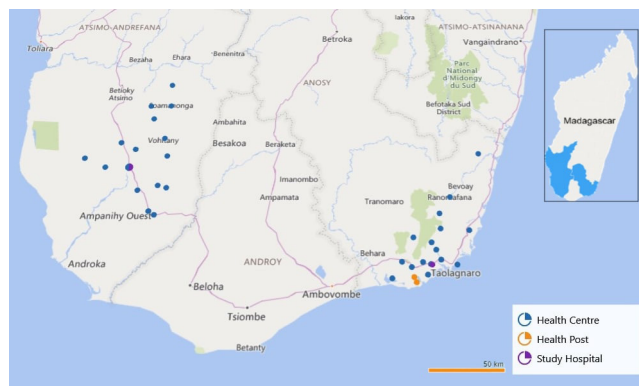 Iakora
ATSIMO-ANDREFANA
ATSIMO-ATSINANANA
Toliara
Betroka
Vangaindrano
Benenitra
Ehara
Bezaha
Parc
National
d'Midongy
du Sud
ANOSY
Betioky
Atsimo
Befotaka Sud
District
Madagascar
Ambahita
Vohitany
Besakoa
Beraketa
Imanombo
Bevoay
Ranomafana
Ampamata
Tranomaro
Ampanihy Ouest
Behara
Androka
ANDROY
Taolagnaro
Beloha
Ambovombe
Tsiombe
Health Centre
Health Post
Betanty
Study Hospital
50 km